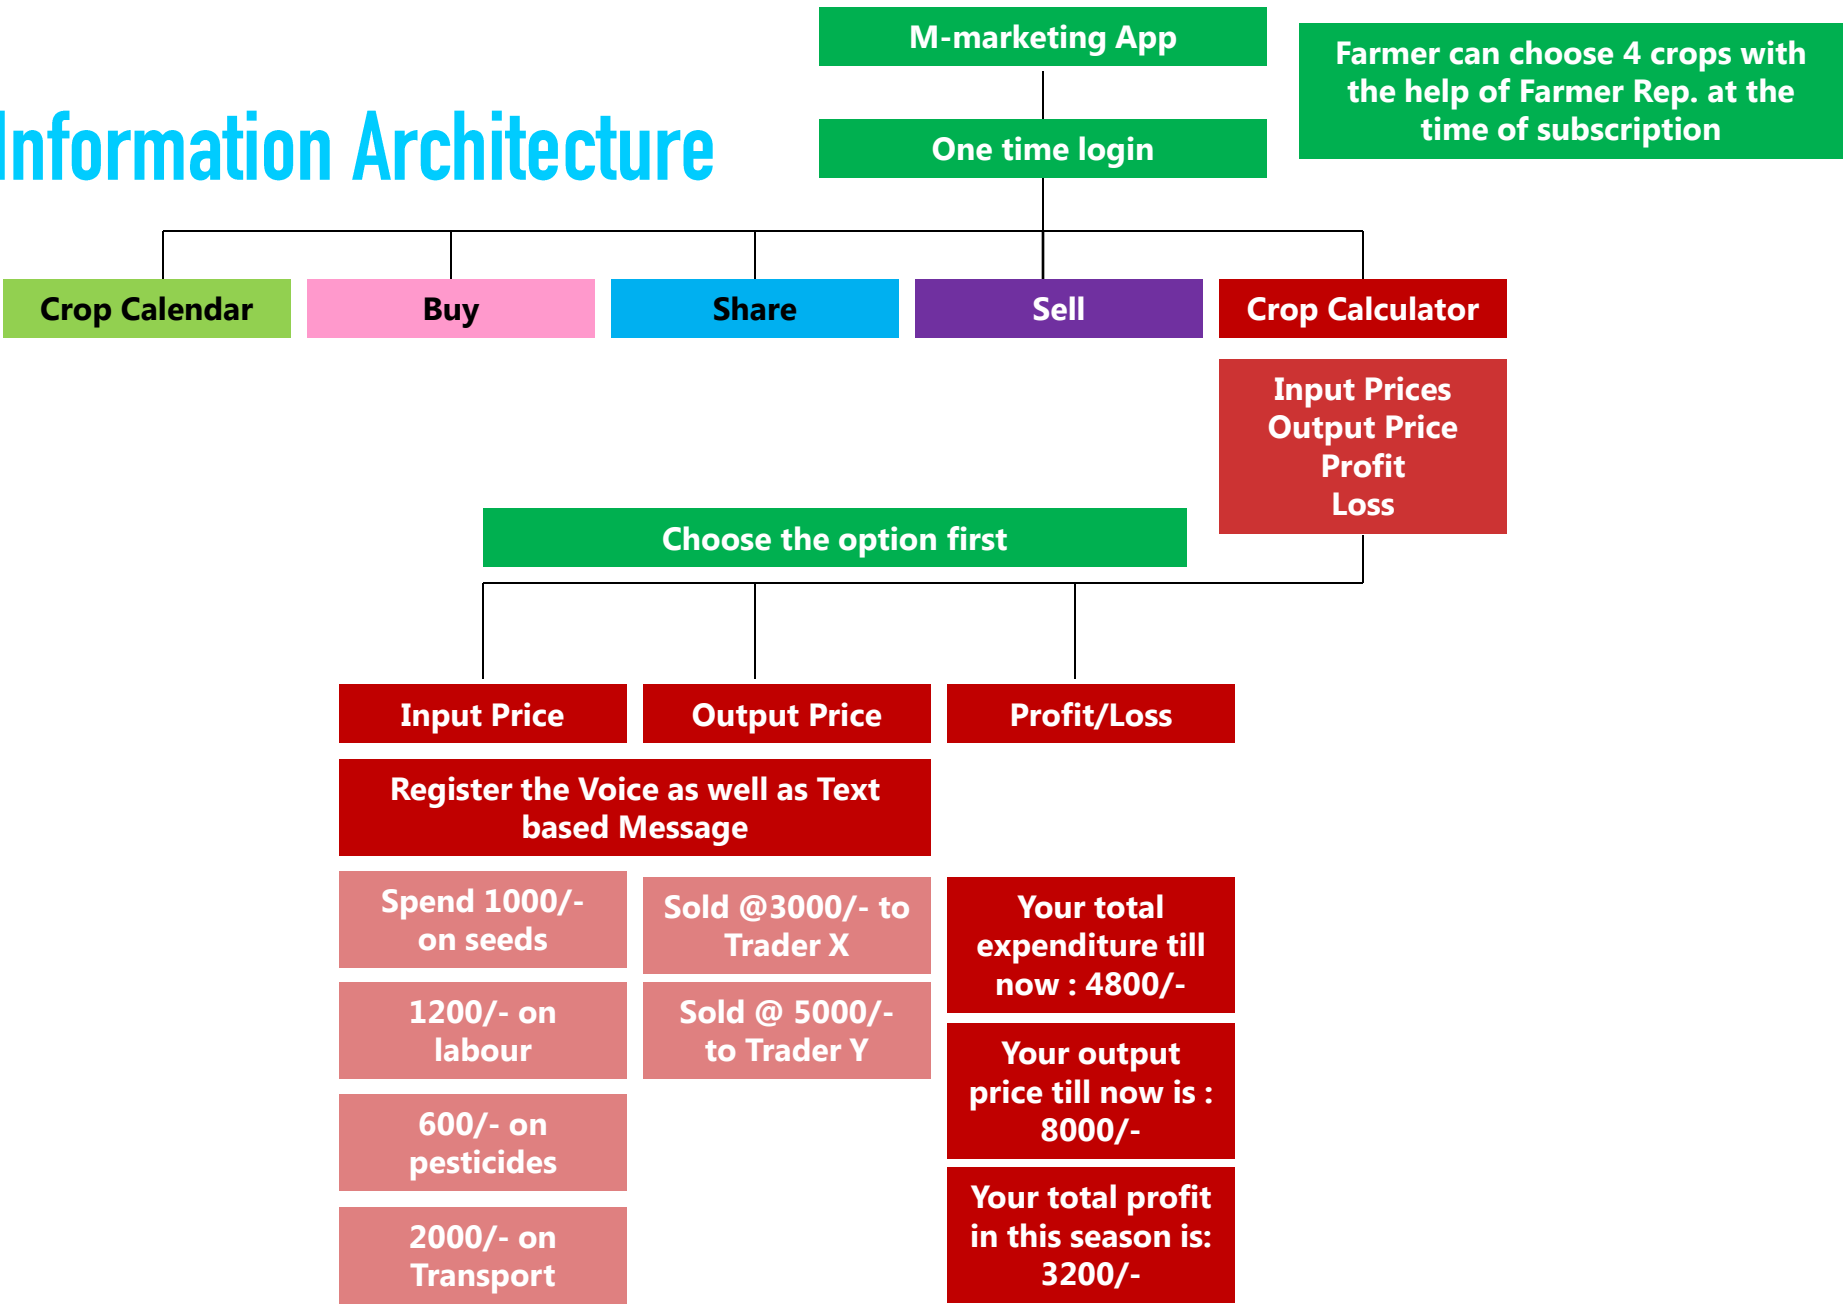 M-marketing App
Farmer can choose 4 crops with
the help of Farmer Rep. at the
time of subscription
Information Architecture
One time login
Crop Calendar
Buy
Share
Sell
Crop Calculator
Input Prices
Output Price
Profit
Loss
Choose the option first
Input Price
Output Price
Profit/Loss
Register the Voice as well as Text
based Message
Spend 1000/-
on seeds
1200/- on
labour
600/- on
pesticides
2000/- on
Transport
Sold @3000/- to
Trader X
Sold @ 5000/-
to Trader Y
Your total
expenditure till
now : 4800/-
Your output
price till now is :
8000/-
Your total profit
in this season is:
3200/-